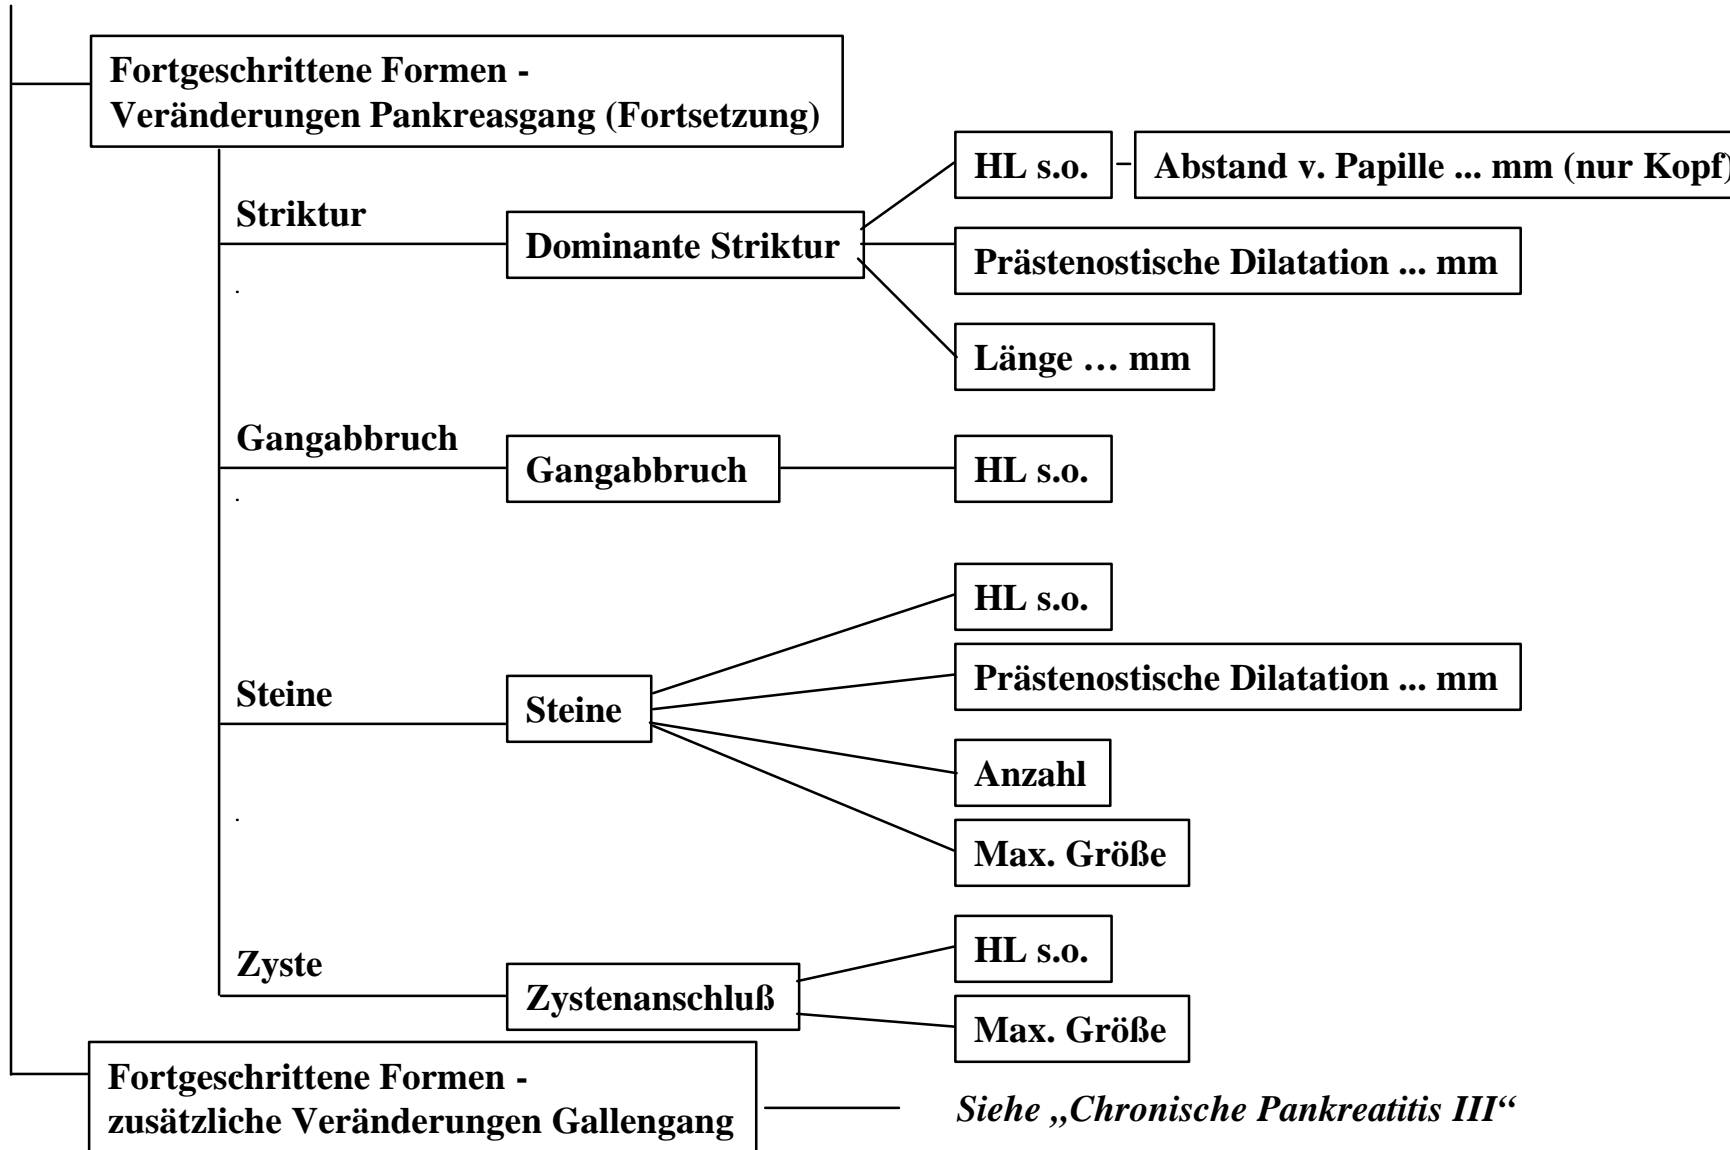 Fortgeschrittene Formen -
Veränderungen Pankreasgang (Fortsetzung)
HL s.o.
Abstand v. Papille ... mm (nur Kopf)
Striktur
Dominante Striktur
Prästenostische Dilatation ... mm
Länge … mm
Gangabbruch
Gangabbruch
HL s.o.
HL s.o.
Prästenostische Dilatation ... mm
Steine
Steine
Anzahl
Max. Größe
HL s.o.
Zyste
Zystenanschluß
Max. Größe
Fortgeschrittene Formen -
zusätzliche Veränderungen Gallengang
Siehe „Chronische Pankreatitis III“